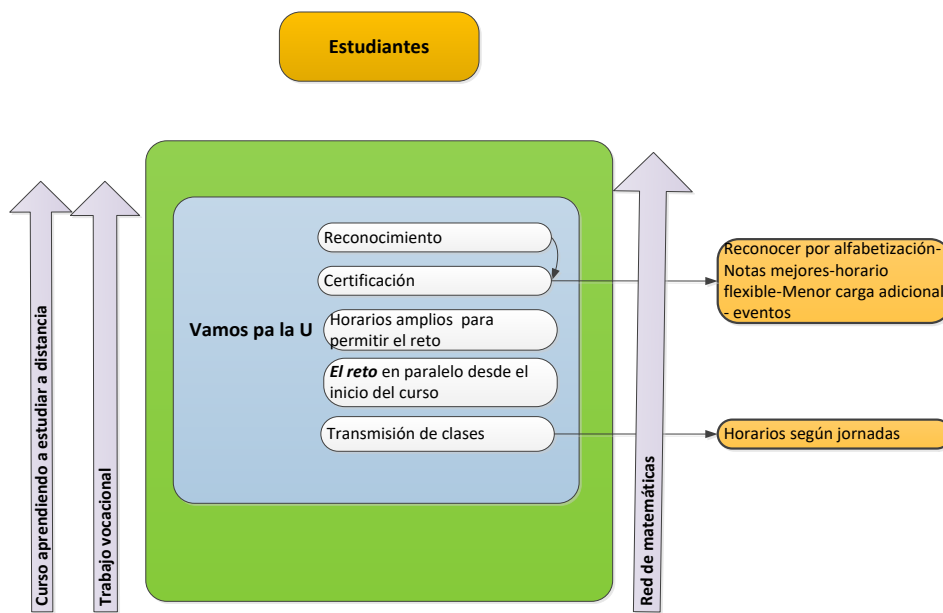 Estudiantes
Curso aprendiendo a estudiar a distancia
Trabajo vocacional
Vamos pa la U
Reconocimiento
Certificación
Horarios amplios para
permitir el reto
El reto en paralelo desde el
inicio del curso
Transmisión de clases
Red de matemáticas
Reconocer por alfabetización-
Notas mejores-horario
flexible-Menor carga adicional
- eventos
Horarios según jornadas